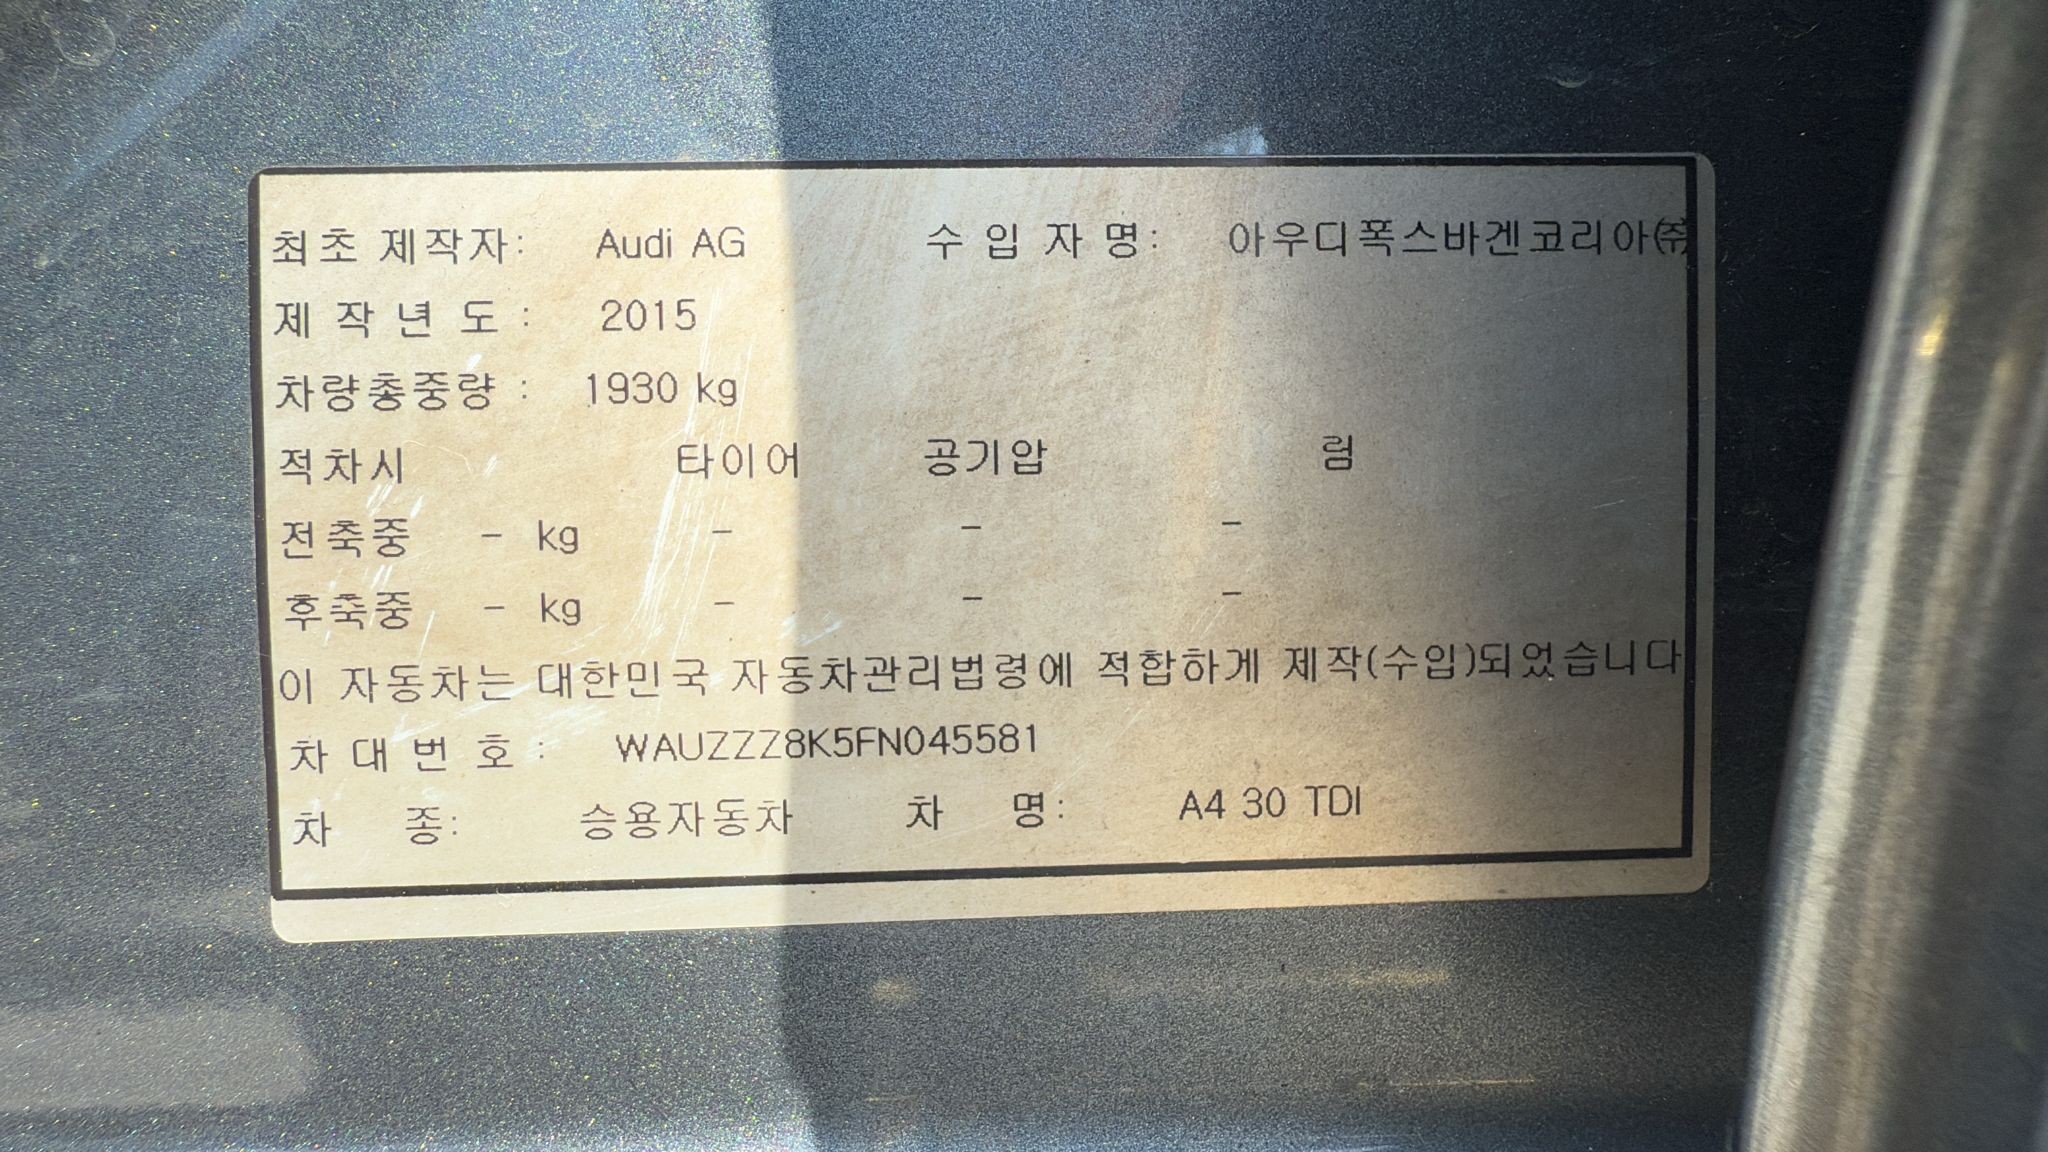 최초 제작자: Audi AG 수 입 자 명: 아우디폭스바겐코리아㈜
제 작 년 도 : 2015
차량총중량 : 1930 kg
적차시 타이어 공기압 림
전축중 - kg - - -
후축중 - kg - - -
이 자동차는 대한민국 자동차관리법령에 적합하게 제작(수입)되었습니다
차 대 번 호 : WAUZZZ8K5FN045581
차 종: 승용자동차 차 명: A4 30 TDI